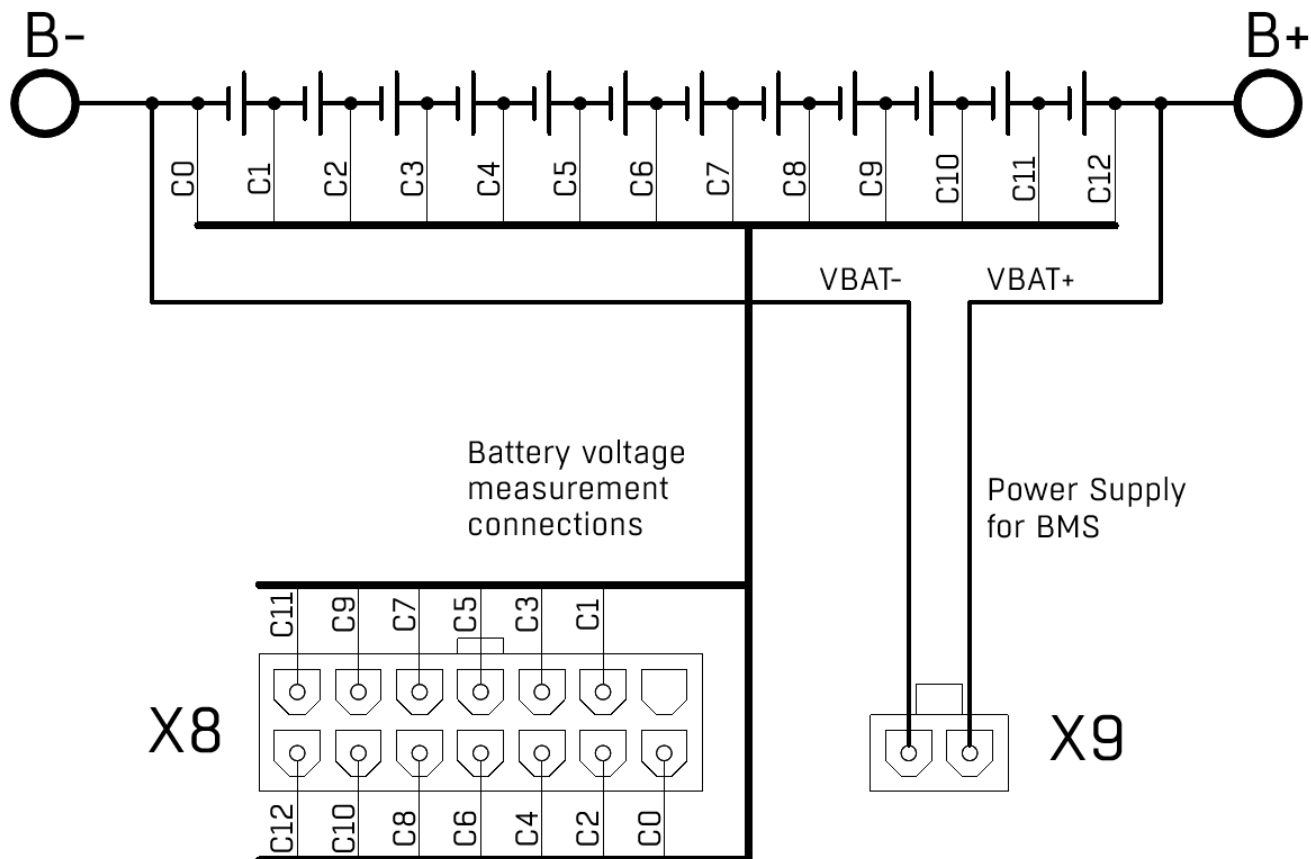 B-
B+
C0
C1
C2
C3
C4
C5
C6
C7
C8
C9
C10
C11
C12
VBAT-
VBAT+
Battery voltage
measurement
connections
Power Supply
for BMS
C11
C9
C7
C5
C3
C1
X8
X9
C12
C10
C8
C6
C4
C2
C0